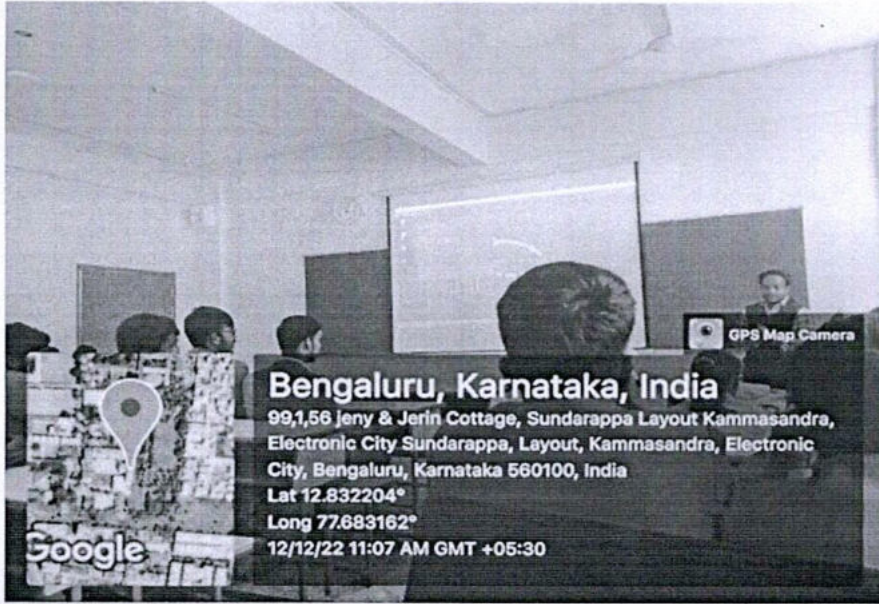 GPS Map Camera
Bengaluru, Karnataka, India
99,1,56 jeny & Jerin Cottage, Sundarappa Layout Kammasandra,
Electronic City Sundarappa, Layout, Kammasandra, Electronic
City, Bengaluru, Karnataka 560100, India
Lat 12.832204°
Long 77.683162°
12/12/22 11:07 AM GMT +05:30
Google